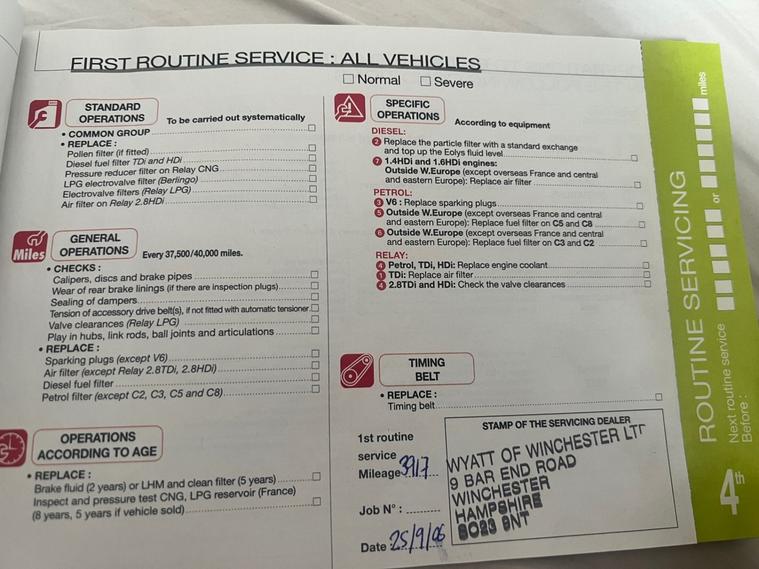 FIRST ROUTINE SERVICE : ALL VEHICLES
Normal Severe
STANDARD
OPERATIONS
To be carried out systematically
• COMMON GROUP
• REPLACE :
Pollen filter (if fitted)
Diesel fuel filter TDi and HDi
Pressure reducer filter on Relay CNG
LPG electrovalve filter (Berlingo)
Electrovalve filters (Relay LPG)
Air filter on Relay 2.8HDi
Miles
GENERAL
OPERATIONS
Every 37,500/40,000 miles.
• CHECKS :
Calipers, discs and brake pipes
Wear of rear brake linings (if there are inspection plugs)
Sealing of dampers
Tension of accessory drive belt(s), if not fitted with automatic tensioner
Valve clearances (Relay LPG)
Play in hubs, link rods, ball joints and articulations
• REPLACE :
Sparking plugs (except V6)
Air filter (except Relay 2.8TDi, 2.8HDi)
Diesel fuel filter
Petrol filter (except C2, C3, C5 and C8)
OPERATIONS
ACCORDING TO AGE
• REPLACE :
Brake fluid (2 years) or LHM and clean filter (5 years)
Inspect and pressure test CNG, LPG reservoir (France)
(8 years, 5 years if vehicle sold)
SPECIFIC
OPERATIONS
According to equipment
DIESEL:
2 Replace the particle filter with a standard exchange
and top up the Eolys fluid level
7 1.4HDi and 1.6HDi engines:
Outside W.Europe (except overseas France and central
and eastern Europe): Replace air filter
PETROL:
3 V6 : Replace sparking plugs
5 Outside W.Europe (except overseas France and central
and eastern Europe): Replace fuel filter on C5 and C8
6 Outside W.Europe (except overseas France and central
and eastern Europe): Replace fuel filter on C3 and C2
RELAY:
4 Petrol, TDi, HDi: Replace engine coolant
1 TDi: Replace air filter
4 2.8TDi and HDi: Check the valve clearances
TIMING
BELT
• REPLACE :
Timing belt
1st routine
service
Mileage 3917
Job N° :
Date : 25/9/06
STAMP OF THE SERVICING DEALER
WYATT OF WINCHESTER LTD
9 BAR END ROAD
WINCHESTER
HAMPSHIRE
SO23 9NT
ROUTINE SERVICING
Next routine service
Before : or miles
4th